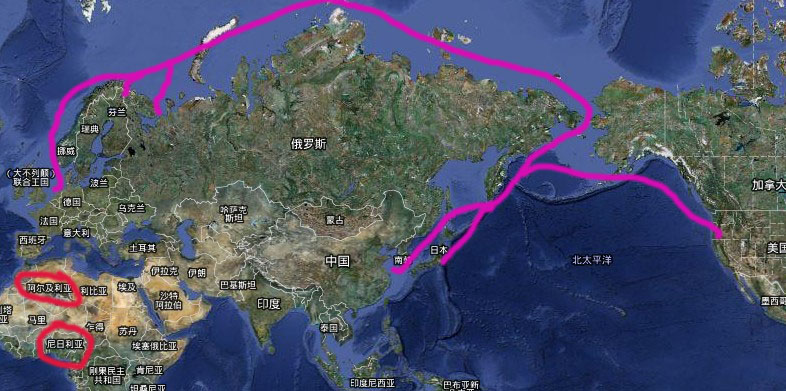 芬兰
瑞典
挪威
俄罗斯
(大不列颠)
联合王国
波兰
德国
乌克兰
法国
哈萨克
斯坦
蒙古
加拿大
西班牙
意大利
土耳其
中国
南
日本
美国
伊拉克
伊朗
巴基斯坦
北太平洋
阿尔及利亚
利比亚
埃及
沙特
阿拉伯
印度
墨西哥
马里
乍得
苏丹
泰国
尼日利亚
埃塞俄比亚
刚果民主
共和国
肯尼亚
印度尼西亚
巴布亚新
坦桑尼亚